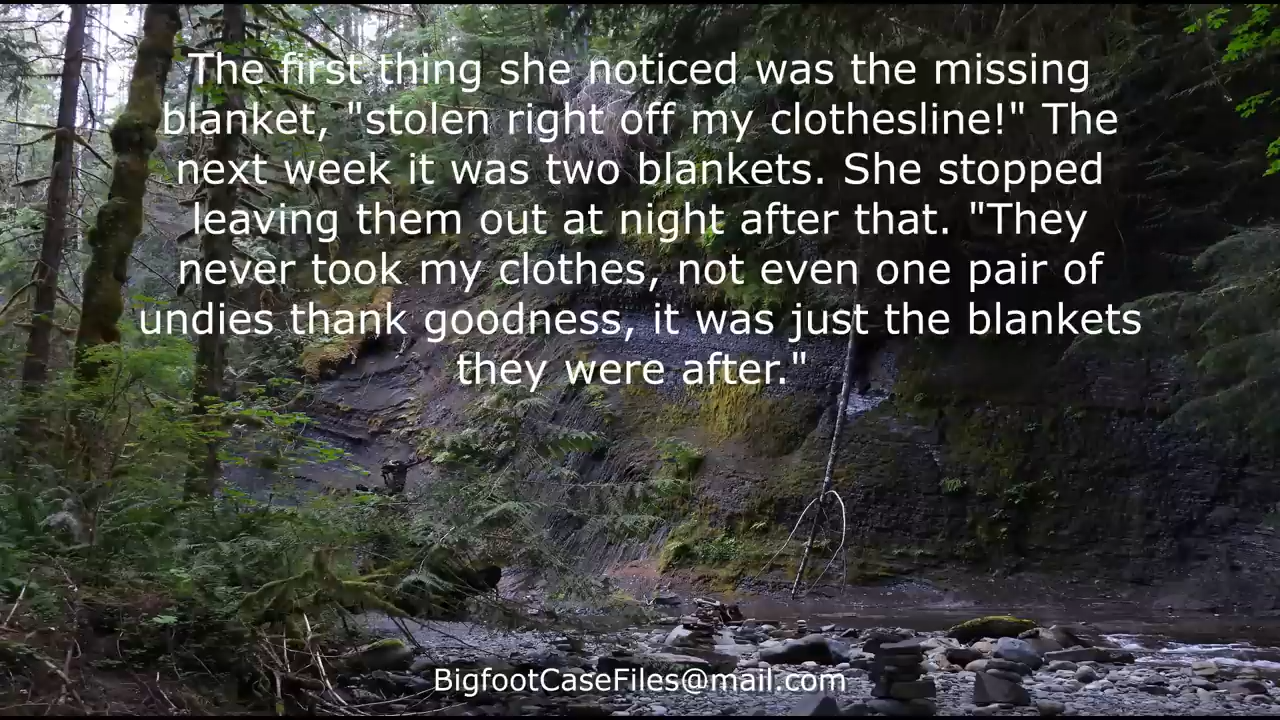 The first thing she noticed was the missing
blanket, "stolen right off my clothesline!" The
next week it was two blankets. She stopped
leaving them out at night after that. "They
never took my clothes, not even one pair of
undies thank goodness, it was just the blankets
they were after."
BigfootCaseFiles@mail.com